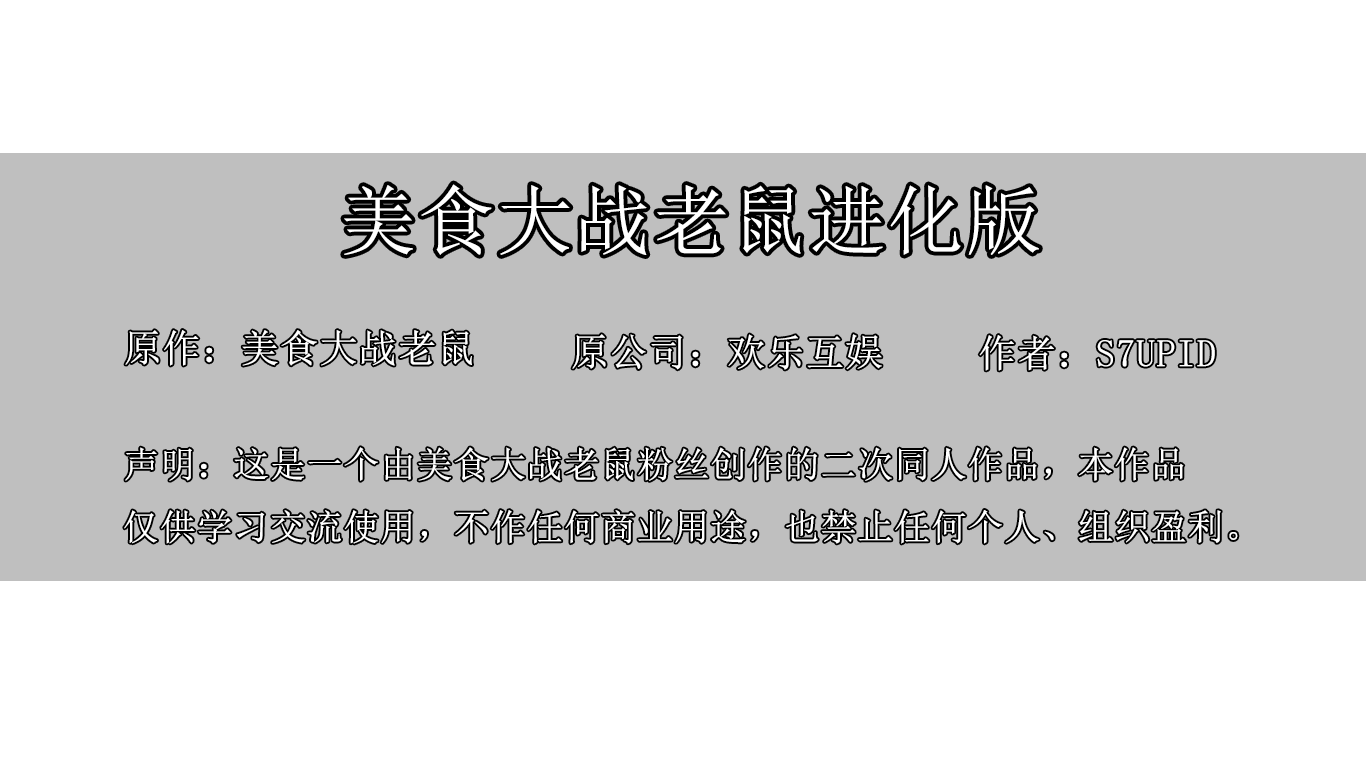 美食大战老鼠进化版
原作：美食大战老鼠 原公司：欢乐互娱 作者：S7UPID
声明：这是一个由美食大战老鼠粉丝创作的二次同人作品，本作品
仅供学习交流使用，不作任何商业用途，也禁止任何个人、组织盈利。